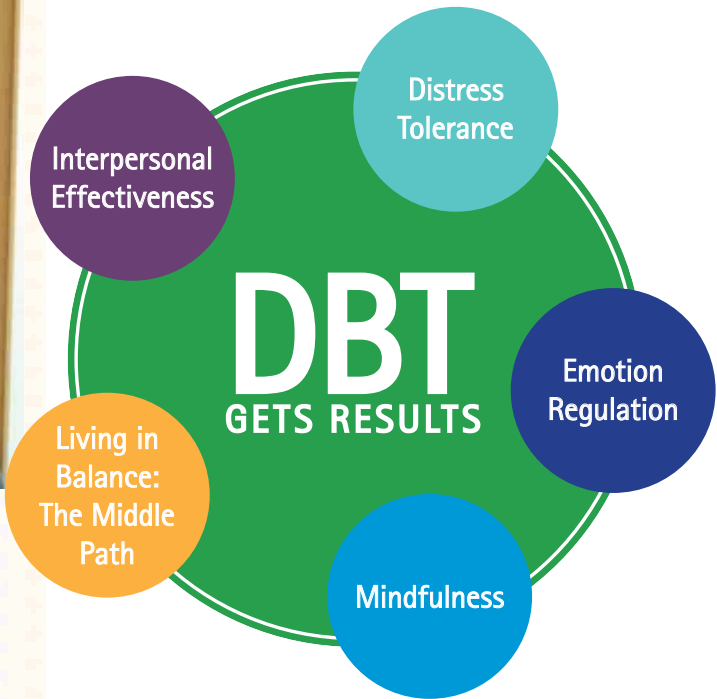 Distress
Tolerance
Interpersonal
Effectiveness
DBT
GETS RESULTS
Emotion
Regulation
Living in
Balance:
The Middle
Path
Mindfulness